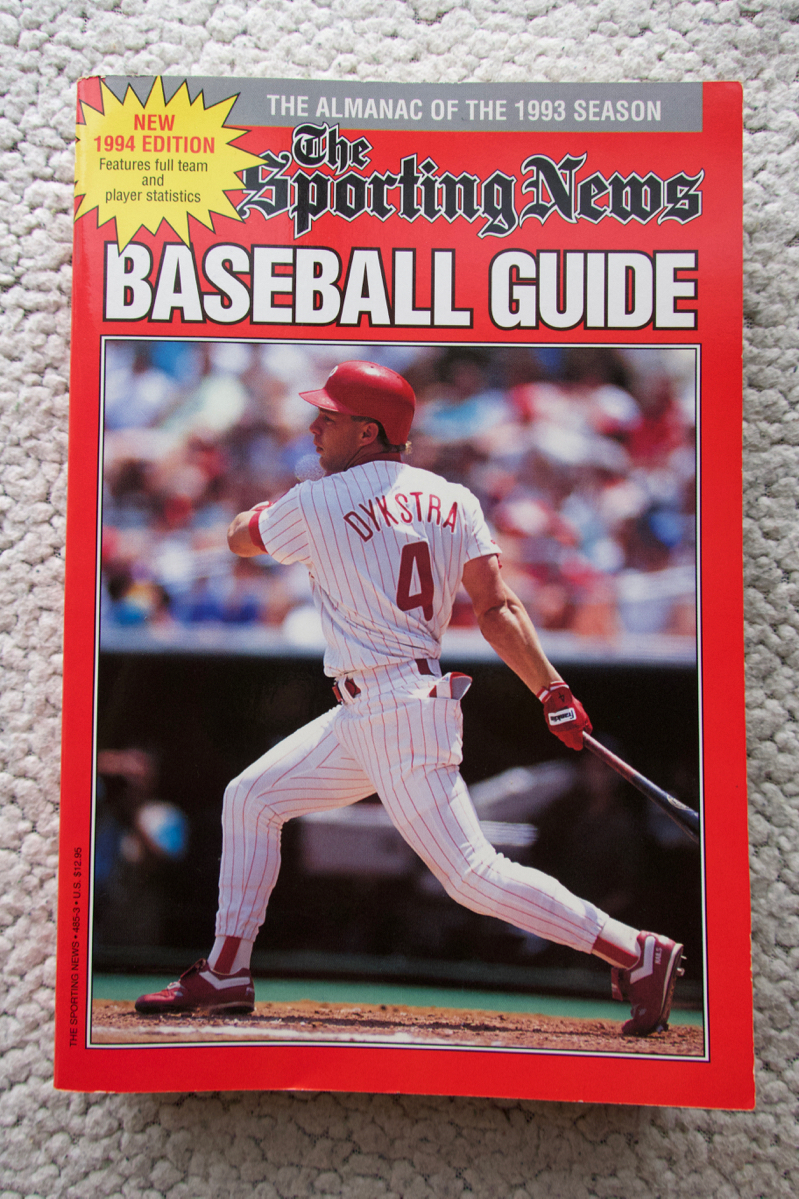 THE ALMANAC OF THE 1993 SEASON
NEW
1994 EDITION
Features full team
and
player statistics
The
Sporting News
BASEBALL GUIDE
DYKSTRA
4
Franklin
THE SPORTING NEWS • 485-3 • U.S. $12.95